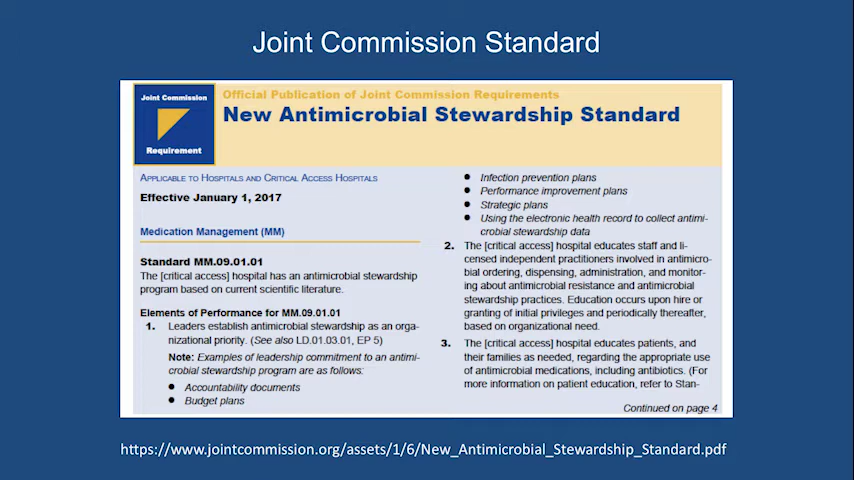 Joint Commission Standard
Joint Commission
Requirement
Official Publication of Joint Commission Requirements
New Antimicrobial Stewardship Standard
APPLICABLE TO HOSPITALS AND CRITICAL ACCESS HOSPITALS
Effective January 1, 2017
Medication Management (MM)
Standard MM.09.01.01
The [critical access] hospital has an antimicrobial stewardship
program based on current scientific literature.
Elements of Performance for MM.09.01.01
1. Leaders establish antimicrobial stewardship as an orga-
nizational priority. (See also LD.01.03.01, EP 5)
Note: Examples of leadership commitment to an antimi-
crobial stewardship program are as follows:
● Accountability documents
● Budget plans
● Infection prevention plans
● Performance improvement plans
● Strategic plans
● Using the electronic health record to collect antimi-
crobial stewardship data
2. The [critical access] hospital educates staff and li-
censed independent practitioners involved in antimicro-
bial ordering, dispensing, administration, and monitor-
ing about antimicrobial resistance and antimicrobial
stewardship practices. Education occurs upon hire or
granting of initial privileges and periodically thereafter,
based on organizational need.
3. The [critical access] hospital educates patients, and
their families as needed, regarding the appropriate use
of antimicrobial medications, including antibiotics. (For
more information on patient education, refer to Stan-
Continued on page 4
https://www.jointcommission.org/assets/1/6/New_Antimicrobial_Stewardship_Standard.pdf